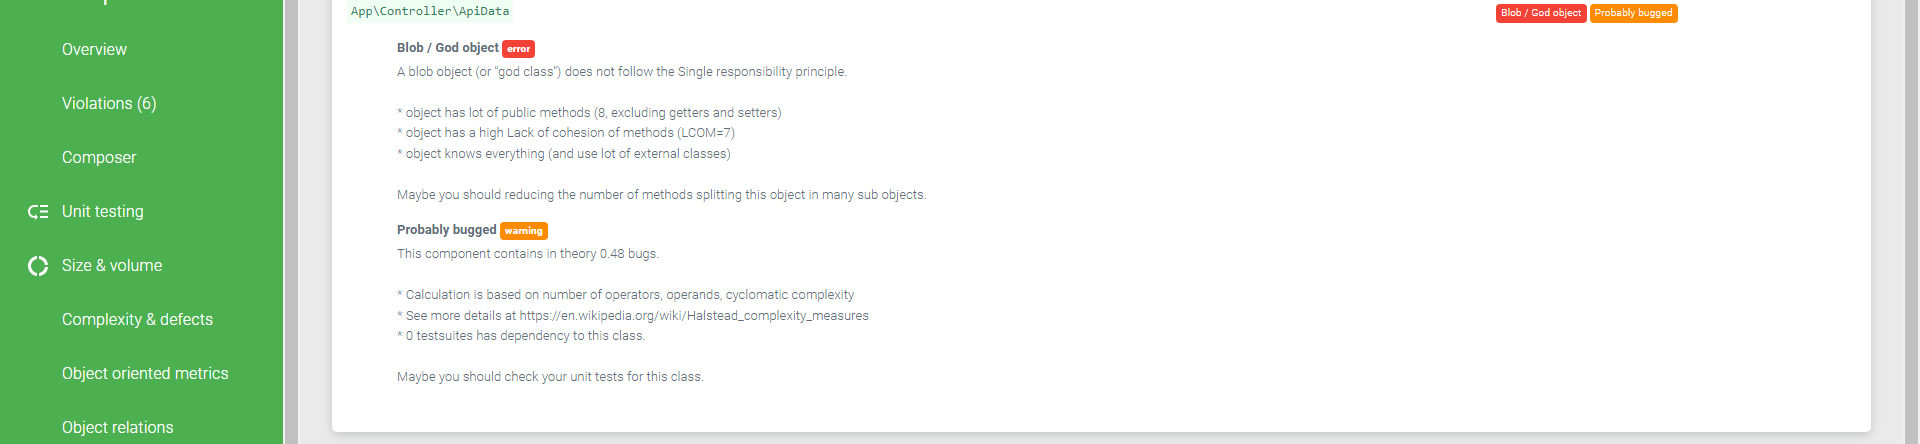 Overview
Violations (6)
Composer
Unit testing
Size & volume
Complexity & defects
Object oriented metrics
Object relations
App\Controller\ApiData
Blob / God object Probably bugged
Blob / God object error
A blob object (or "god class") does not follow the Single responsibility principle.
* object has lot of public methods (8, excluding getters and setters)
* object has a high Lack of cohesion of methods (LCOM=7)
* object knows everything (and use lot of external classes)
Maybe you should reducing the number of methods splitting this object in many sub objects.
Probably bugged warning
This component contains in theory 0.48 bugs.
* Calculation is based on number of operators, operands, cyclomatic complexity
* See more details at https://en.wikipedia.org/wiki/Halstead_complexity_measures
* 0 testsuites has dependency to this class.
Maybe you should check your unit tests for this class.